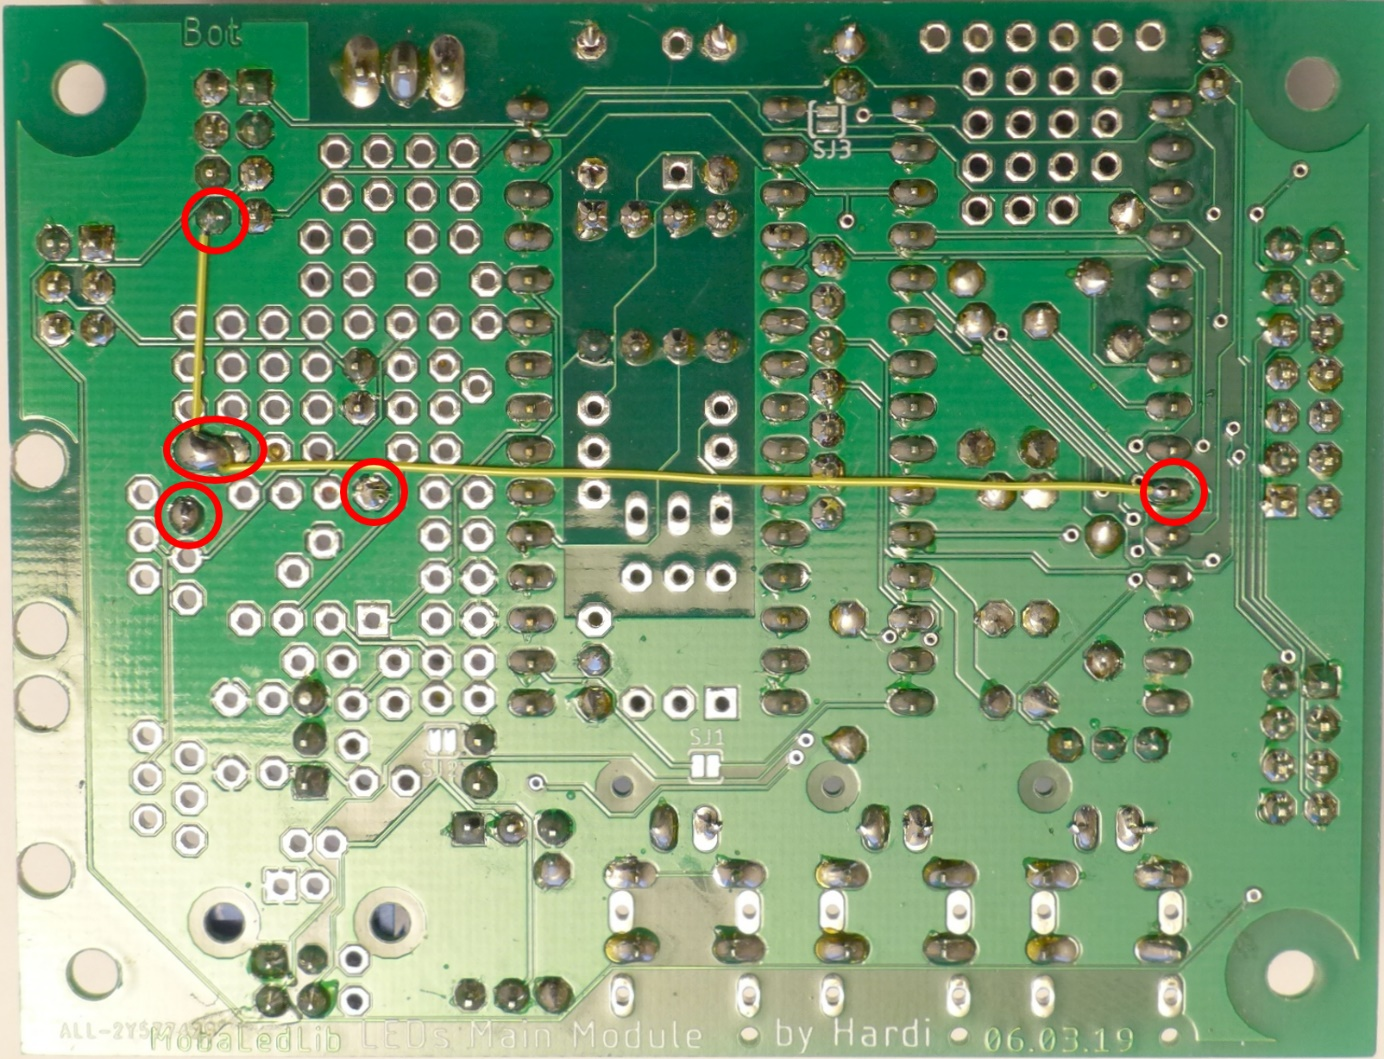 Bot
SJ3
SJ1
SJ2
MobaLedLib LEDs Main Module by Hardi 06.03.19